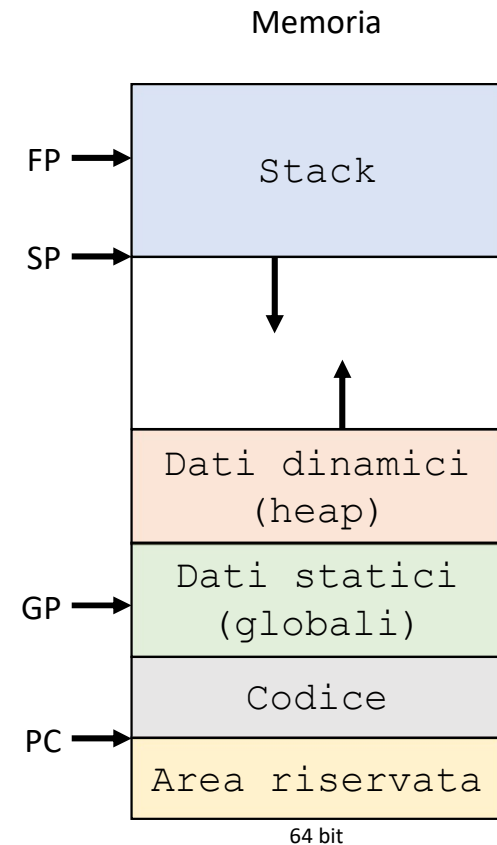 Memoria
FP
Stack
SP
Dati dinamici
(heap)
Dati statici
(globali)
GP
Codice
PC
Area riservata
64 bit